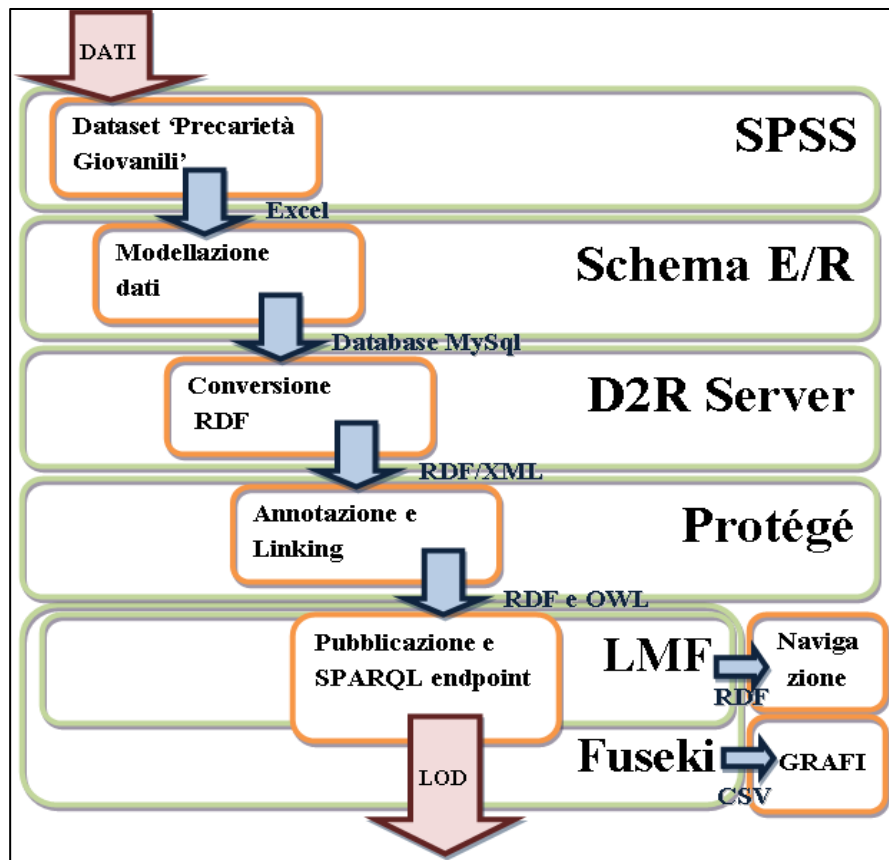 DATI
Dataset ‘Precarietà
Giovanili’
SPSS
Excel
Modellazione
dati
Schema E/R
Database MySql
Conversione
RDF
D2R Server
RDF/XML
Annotazione e
Linking
Protégé
RDF e OWL
Pubblicazione e
SPARQL endpoint
LMF
RDF
Naviga
zione
LOD
Fuseki
CSV
GRAFI